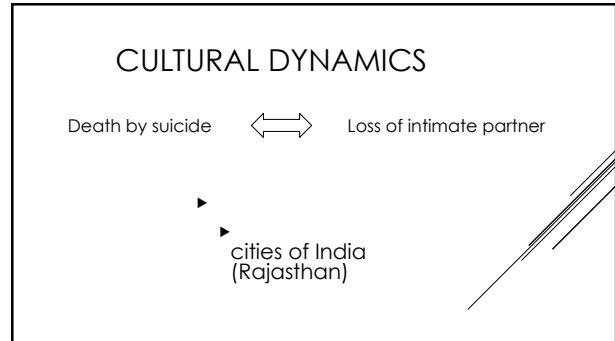 CULTURAL DYNAMICS
Death by suicide Loss of intimate partner
cities of India
(Rajasthan)